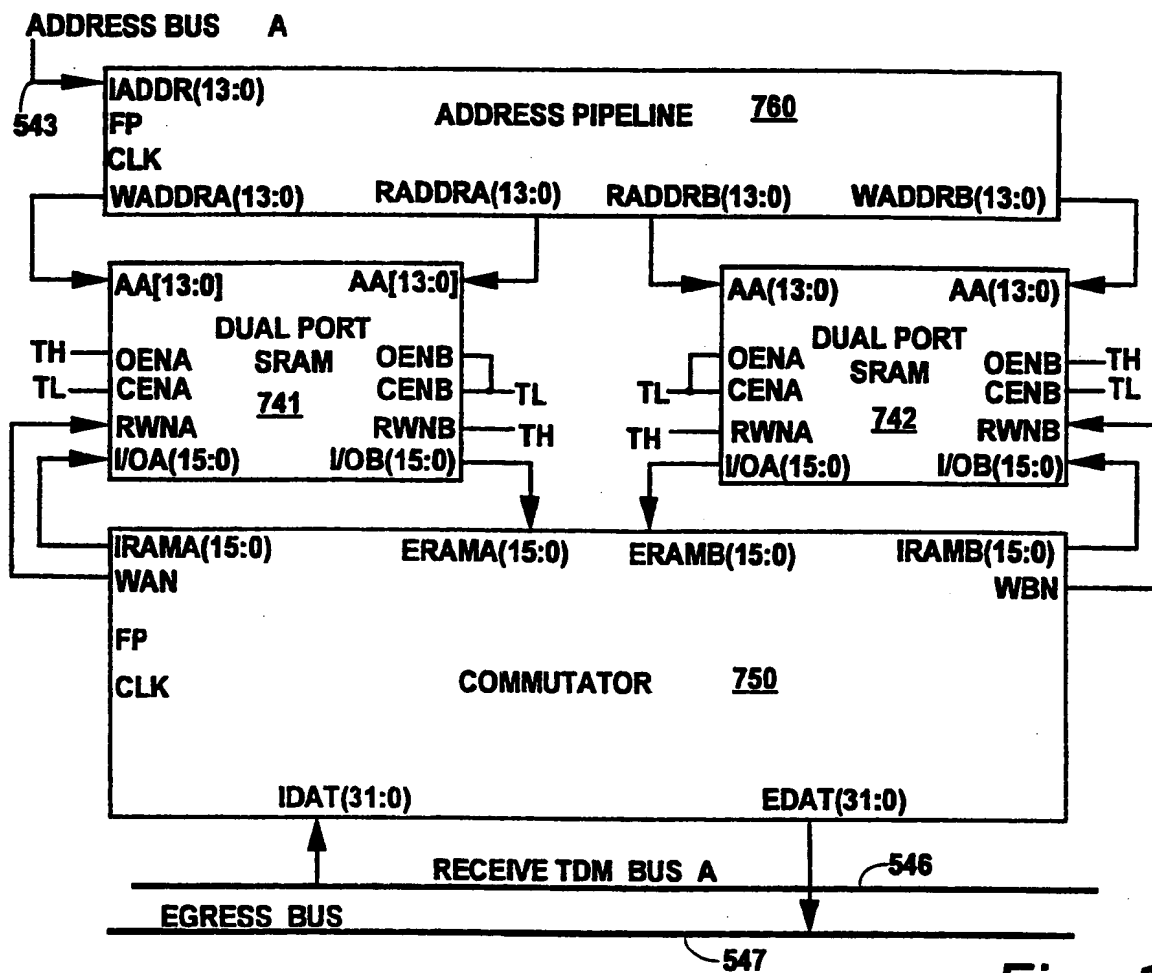 ADDRESS BUS A
543
IADDR(13:0)
ADDRESS PIPELINE 760
FP
CLK
WADDRA(13:0) RADDRA(13:0) RADDRB(13:0) WADDRB(13:0)
AA[13:0] AA[13:0] AA(13:0) AA(13:0)
DUAL PORT DUAL PORT
TH OENA SRAM OENB OENA SRAM OENB TH
TL CENA 741 CENB TL TL CENA 742 CENB TL
RWNA RWNB TH TH RWNA RWNB
I/OA(15:0) I/OB(15:0) I/OA(15:0) I/OB(15:0)
IRAMA(15:0) ERAMA(15:0) ERAMB(15:0) IRAMB(15:0)
WAN WBN
FP
CLK COMMUTATOR 750
IDAT(31:0) EDAT(31:0)
RECEIVE TDM BUS A 546
EGRESS BUS
547